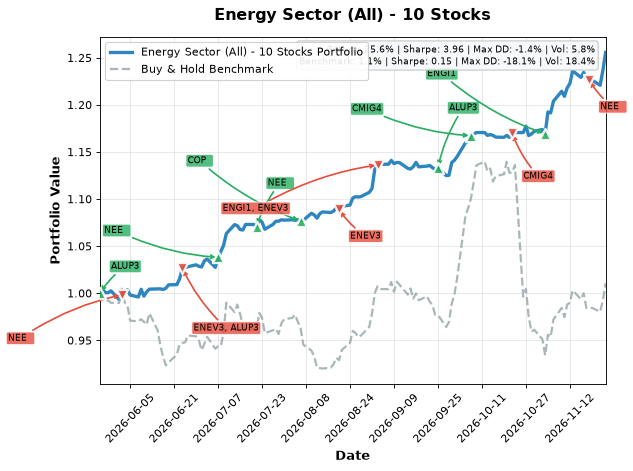 Energy Sector (All) - 10 Stocks
Energy Sector (All) - 10 Stocks Portfolio
Buy & Hold Benchmark
5.6% | Sharpe: 3.96 | Max DD: -1.4% | Vol: 5.8%
1.1% | Sharpe: 0.15 | Max DD: -18.1% | Vol: 18.4%
ENGI1
CMIG4
ALUP3
NEE
COP
CMIG4
NEE
ENGI1, ENEV3
NEE
ENEV3
ALUP3
NEE
ENEV3, ALUP3
1.25
1.20
1.15
1.10
1.05
1.00
0.95
Portfolio Value
2026-06-05
2026-06-21
2026-07-07
2026-07-23
2026-08-08
2026-08-24
2026-09-09
2026-09-25
2026-10-11
2026-10-27
2026-11-12
Date